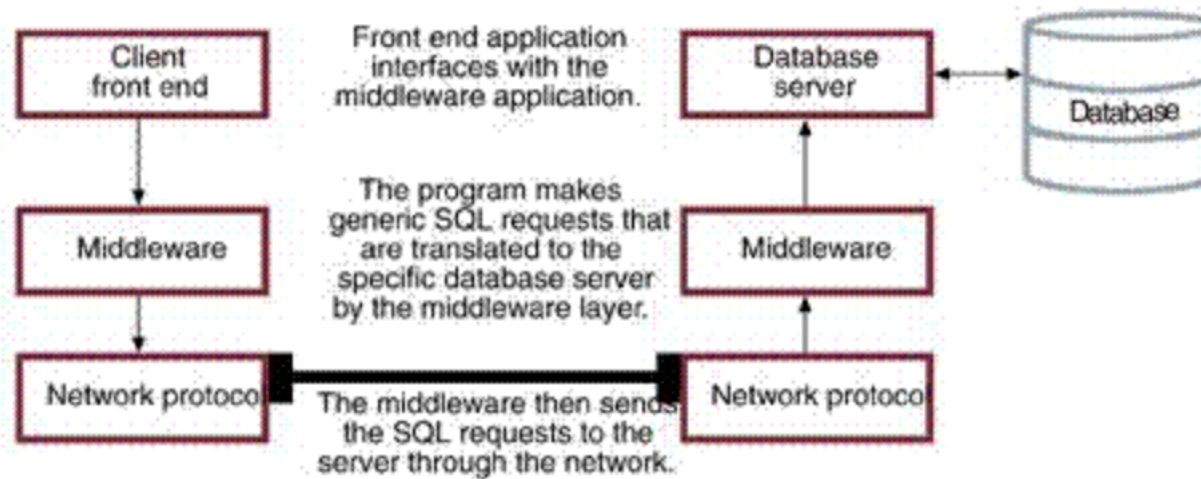 Client
front end
Front end application
interfaces with the
middleware application.
Database
server
Database
Middleware
The program makes
generic SQL requests that
are translated to the
specific database server
by the middleware layer.
Middleware
Network protoco
The middleware then sends
the SQL requests to the
server through the network.
Network protocol